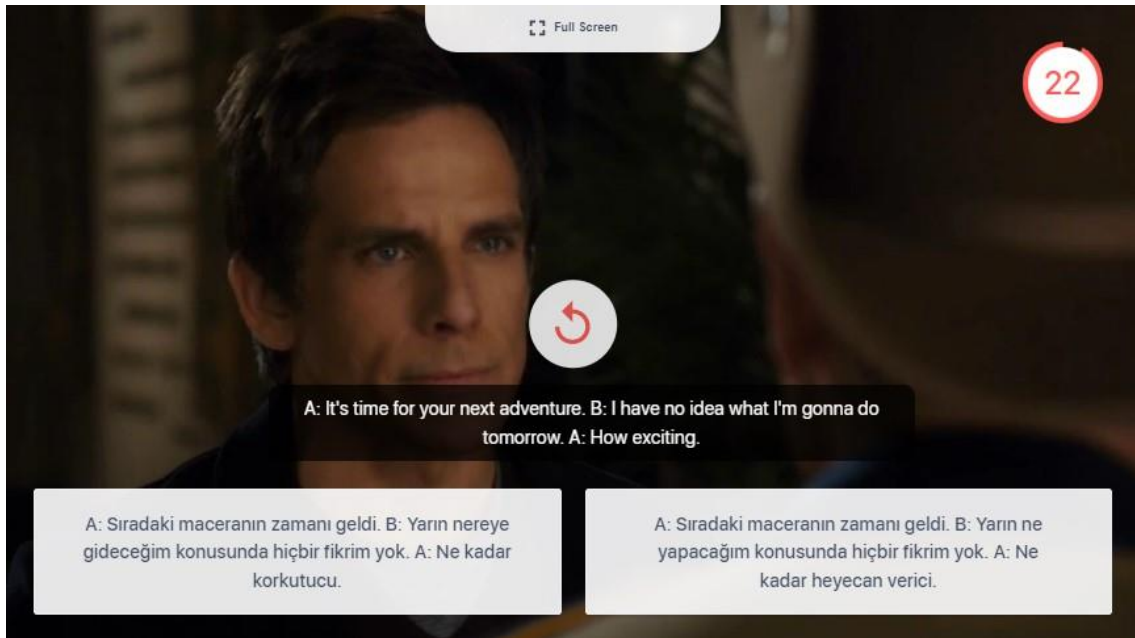 Full Screen
22
A: It's time for your next adventure. B: I have no idea what I'm gonna do
tomorrow. A: How exciting.
A: Sıradaki maceranın zamanı geldi. B: Yarın nereye
gideceğim konusunda hiçbir fikrim yok. A: Ne kadar
korkutucu.
A: Sıradaki maceranın zamanı geldi. B: Yarın ne
yapacağım konusunda hiçbir fikrim yok. A: Ne
kadar heyecan verici.